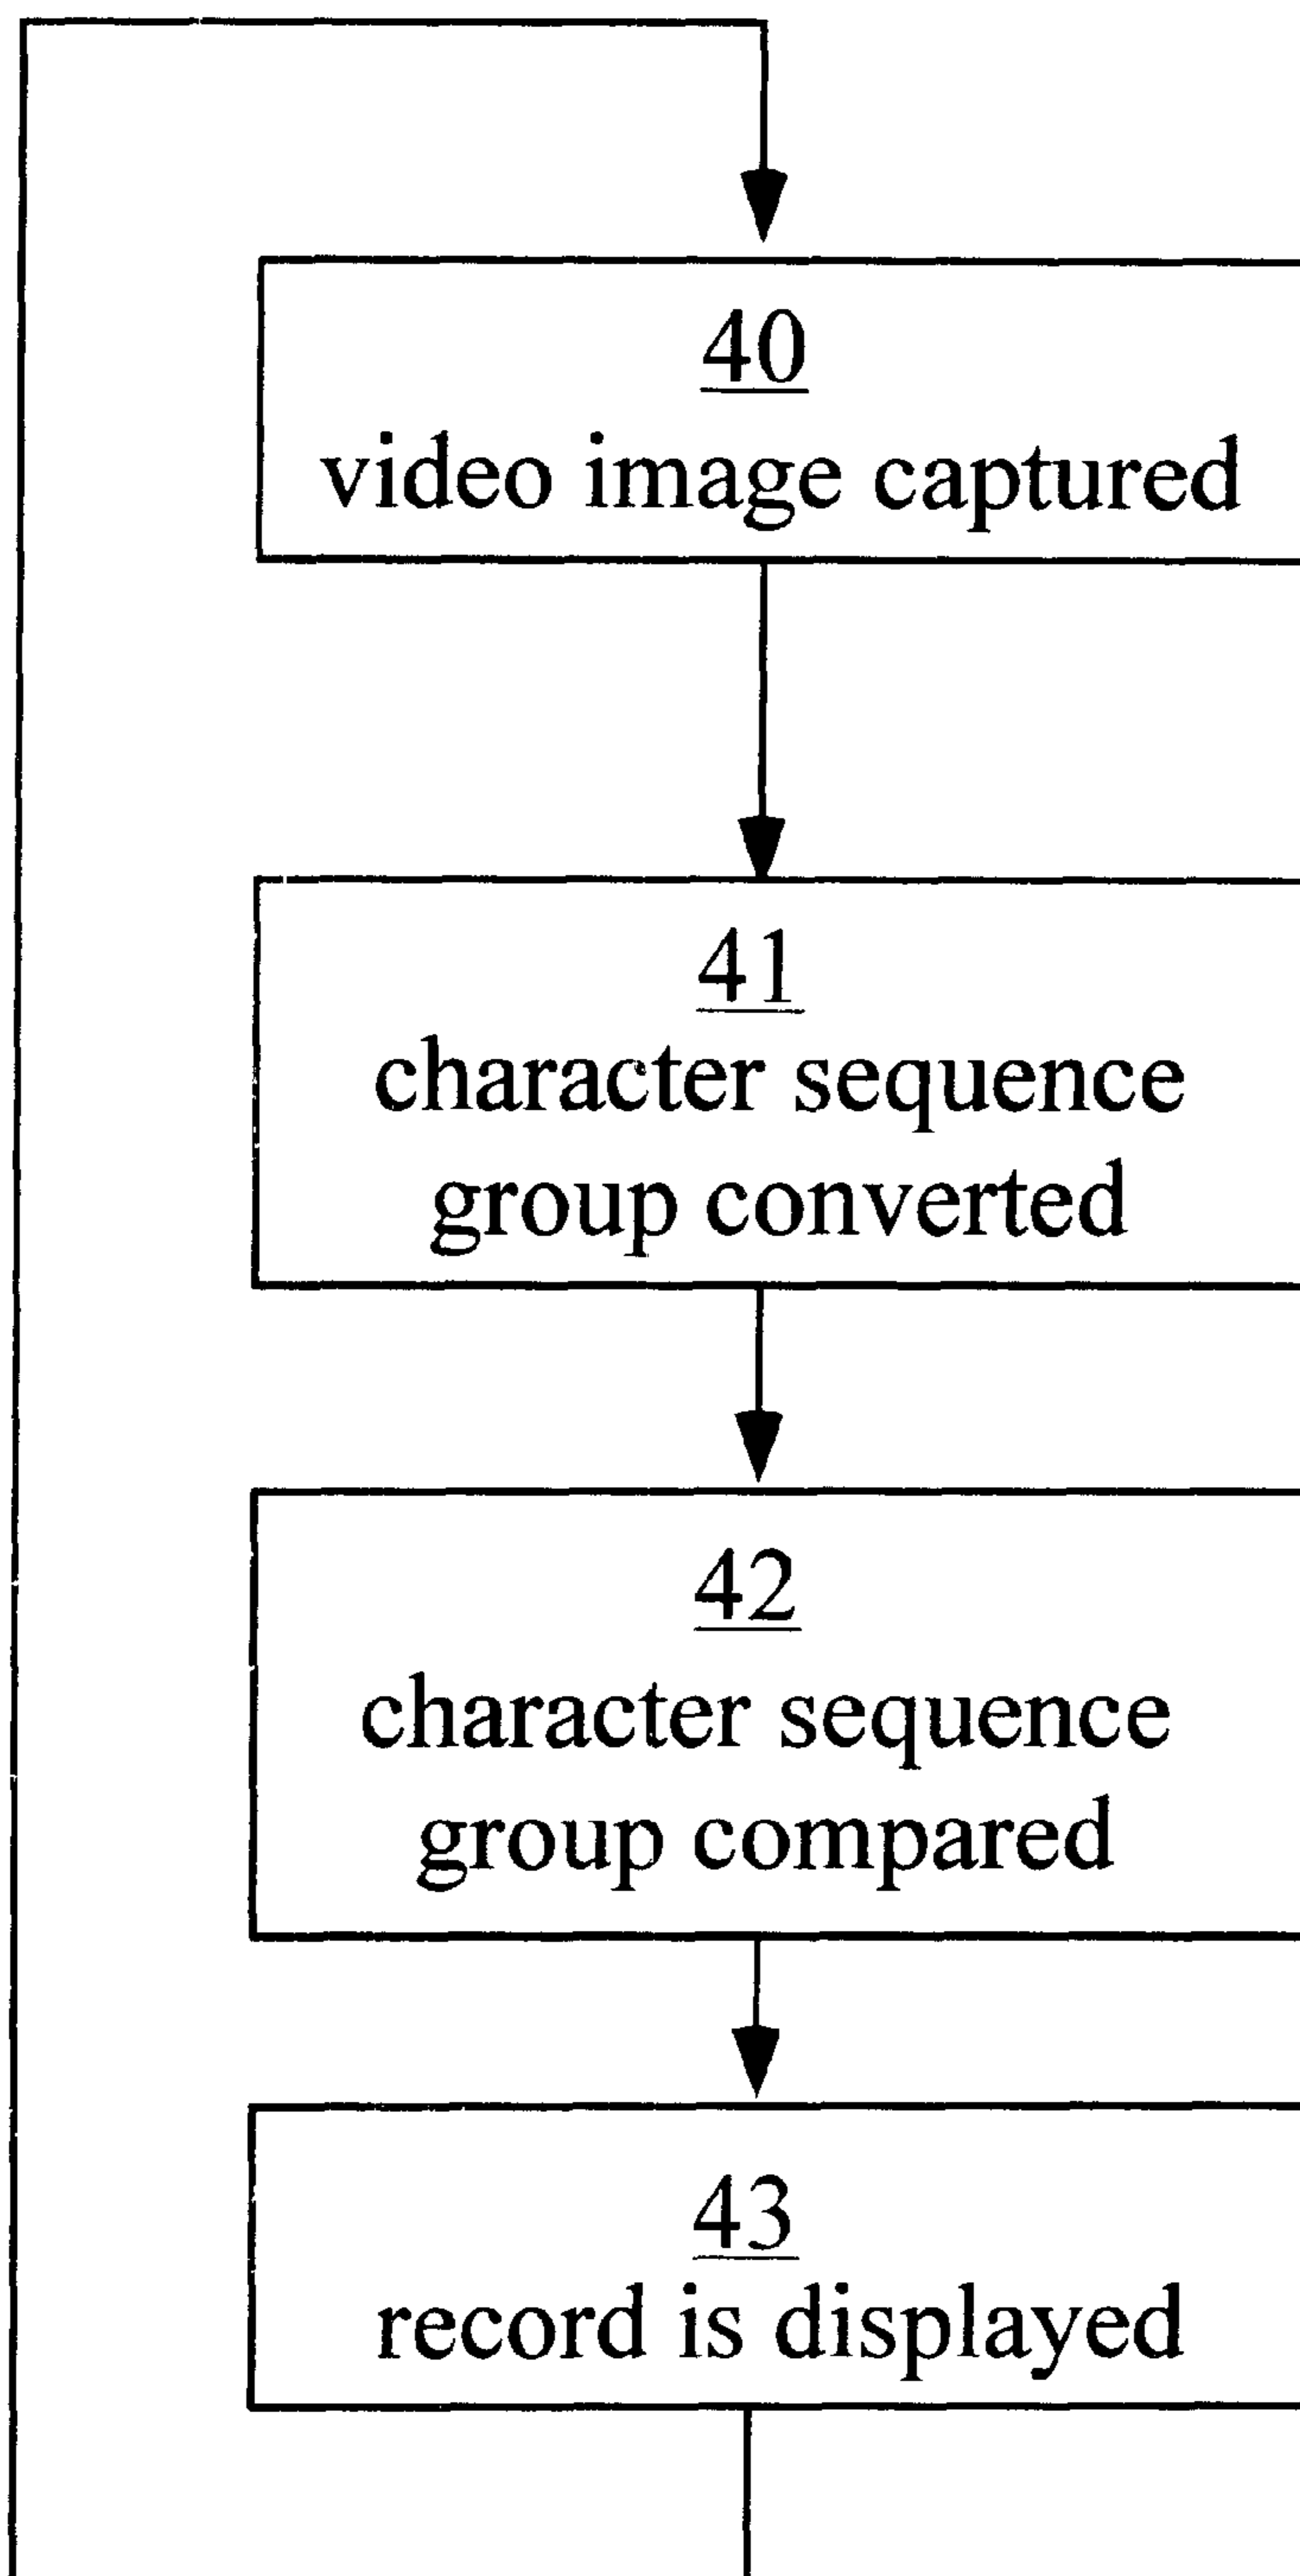 40
video image captured
41
character sequence
group converted
42
character sequence
group compared
43
record is displayed